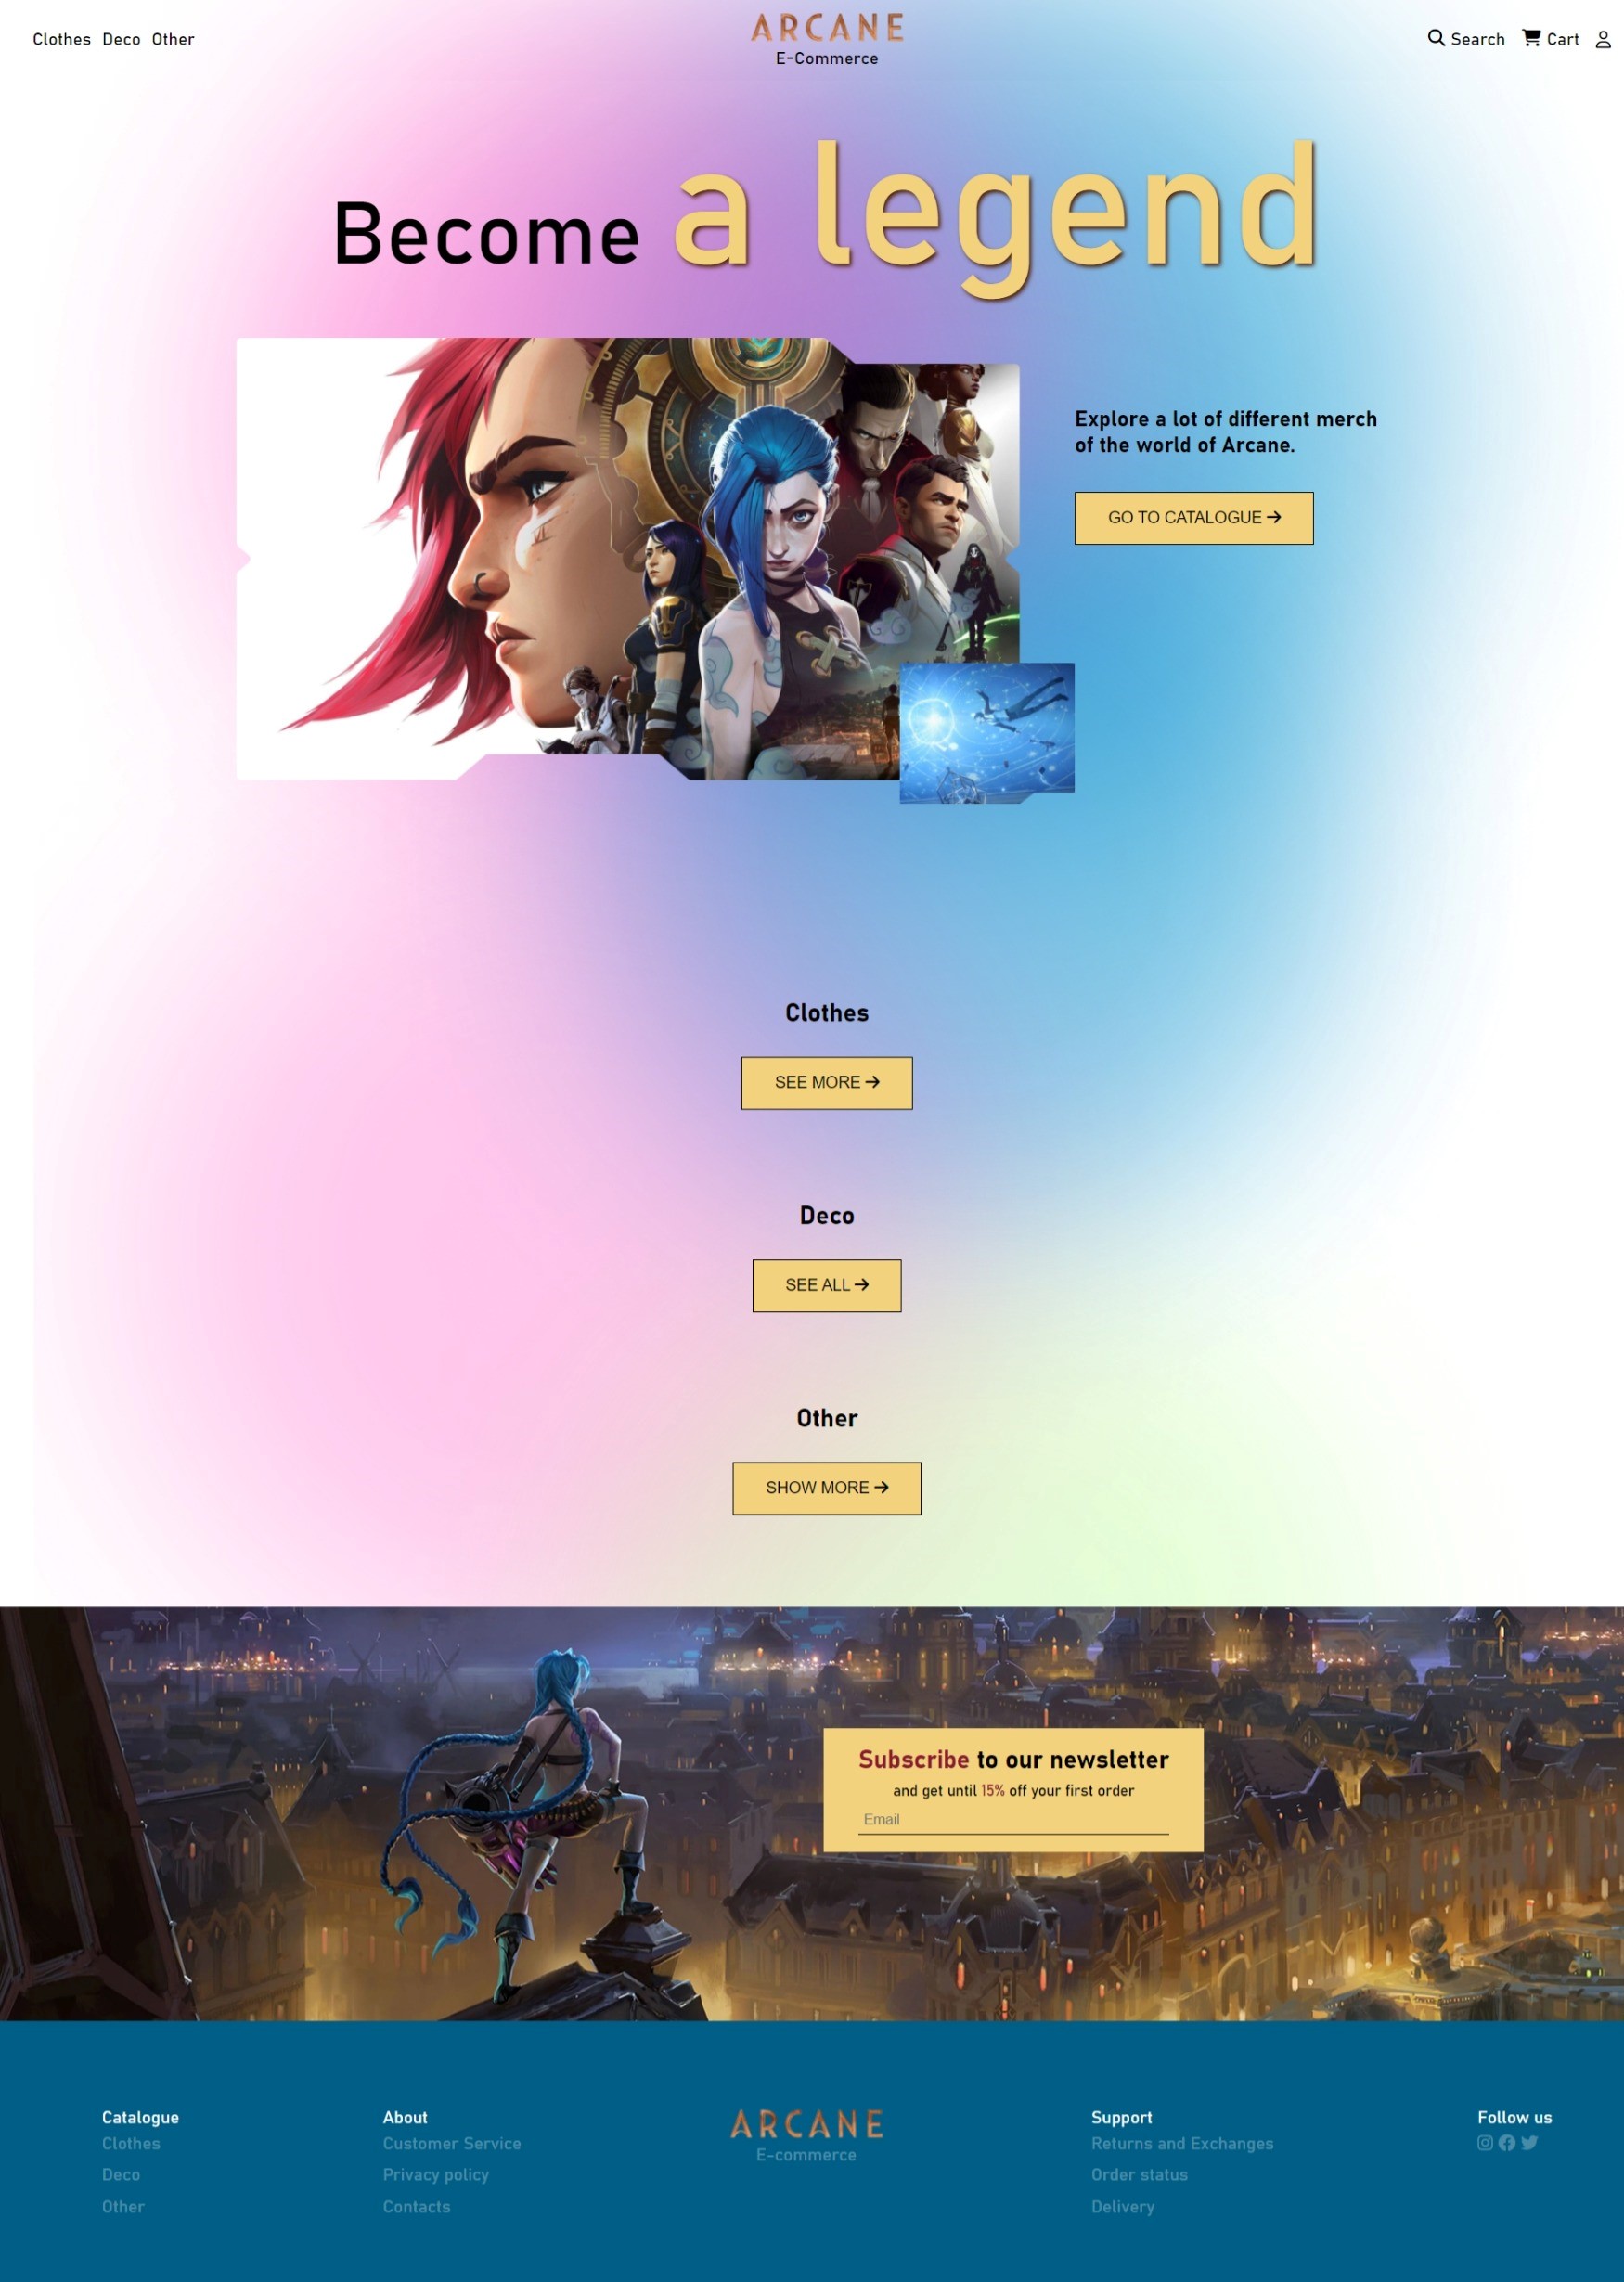 Clothes Deco Other
ARCANE
E-Commerce
Search Cart
Become a legend
Explore a lot of different merch
of the world of Arcane.
GO TO CATALOGUE
Clothes
SEE MORE
Deco
SEE ALL
Other
SHOW MORE
Subscribe to our newsletter
and get until 15% off your first order
Email
Catalogue
Clothes
Deco
Other
About
Customer Service
Privacy policy
Contacts
ARCANE
E-commerce
Support
Returns and Exchanges
Order status
Delivery
Follow us